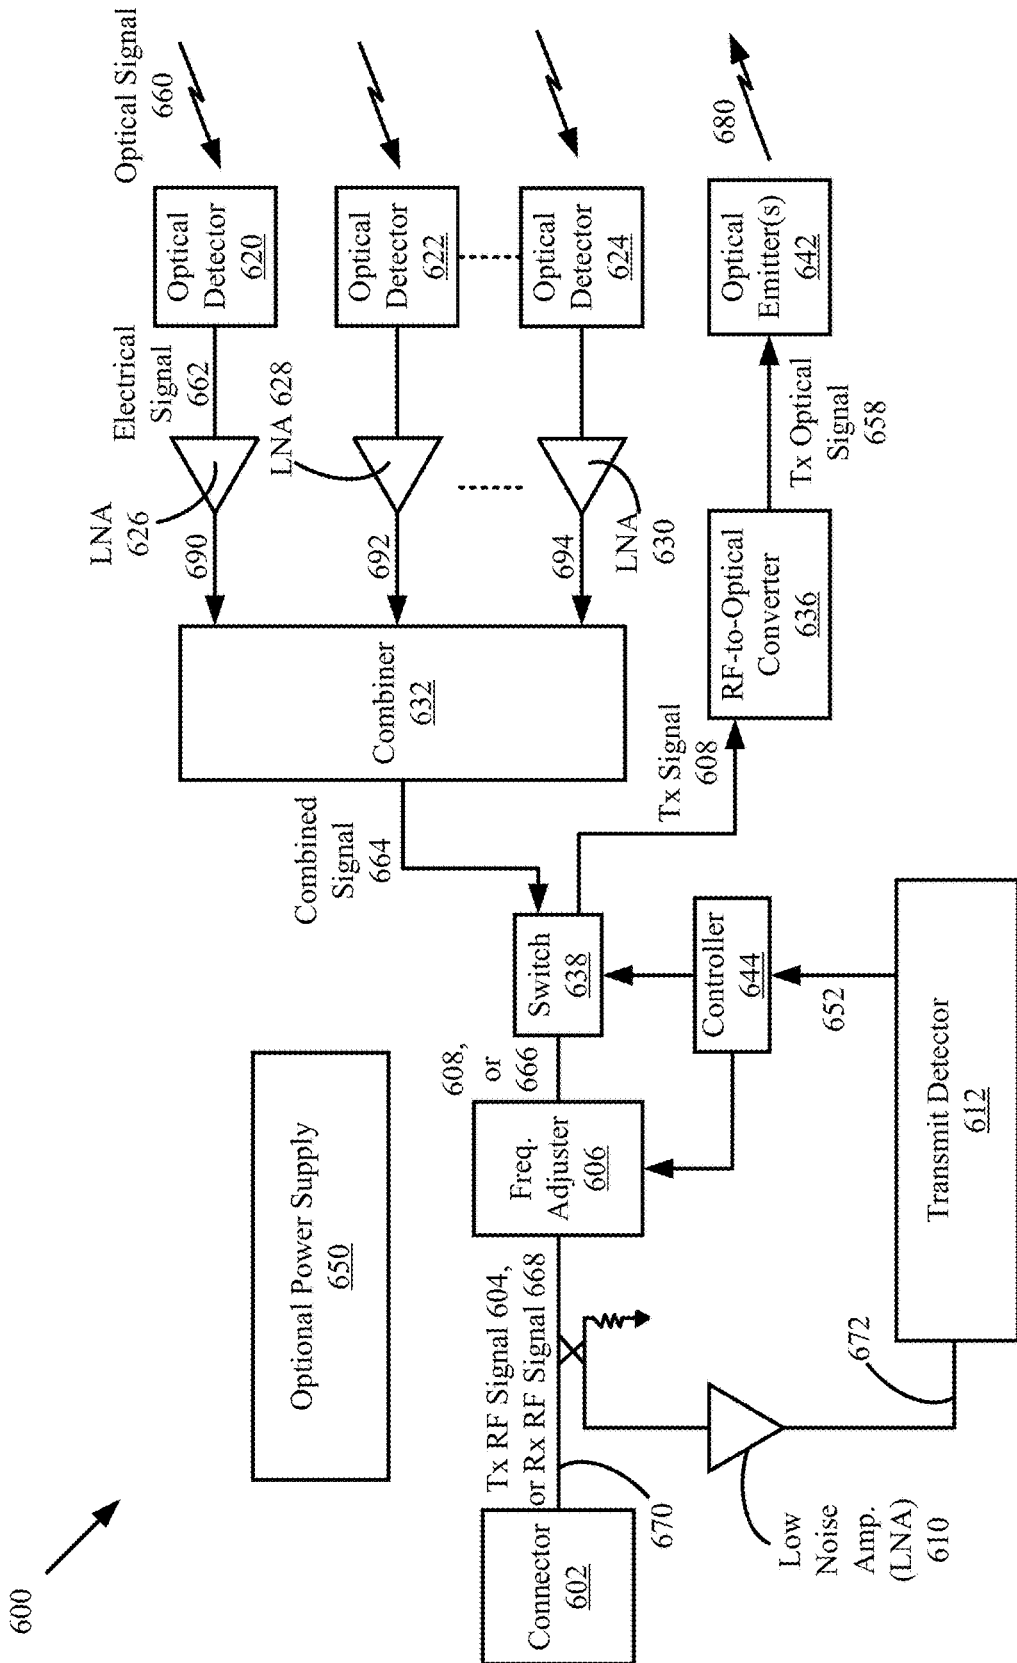 600
Optional Power Supply
650
Optical Signal
660
Optical
Detector
620
Electrical
Signal
662
LNA
626
690
Optical
Detector
622
LNA 628
692
Optical
Detector
624
LNA
630
694
Combiner
632
Combined
Signal
664
Connector
602
670
Tx RF Signal 604,
or Rx RF Signal 668
Freq.
Adjuster
606
608,
or
666
Switch
638
Tx Signal
608
RF-to-Optical
Converter
636
Tx Optical
Signal
658
Optical
Emitter(s)
642
680
Controller
644
652
Low
Noise
Amp.
(LNA)
610
672
Transmit Detector
612